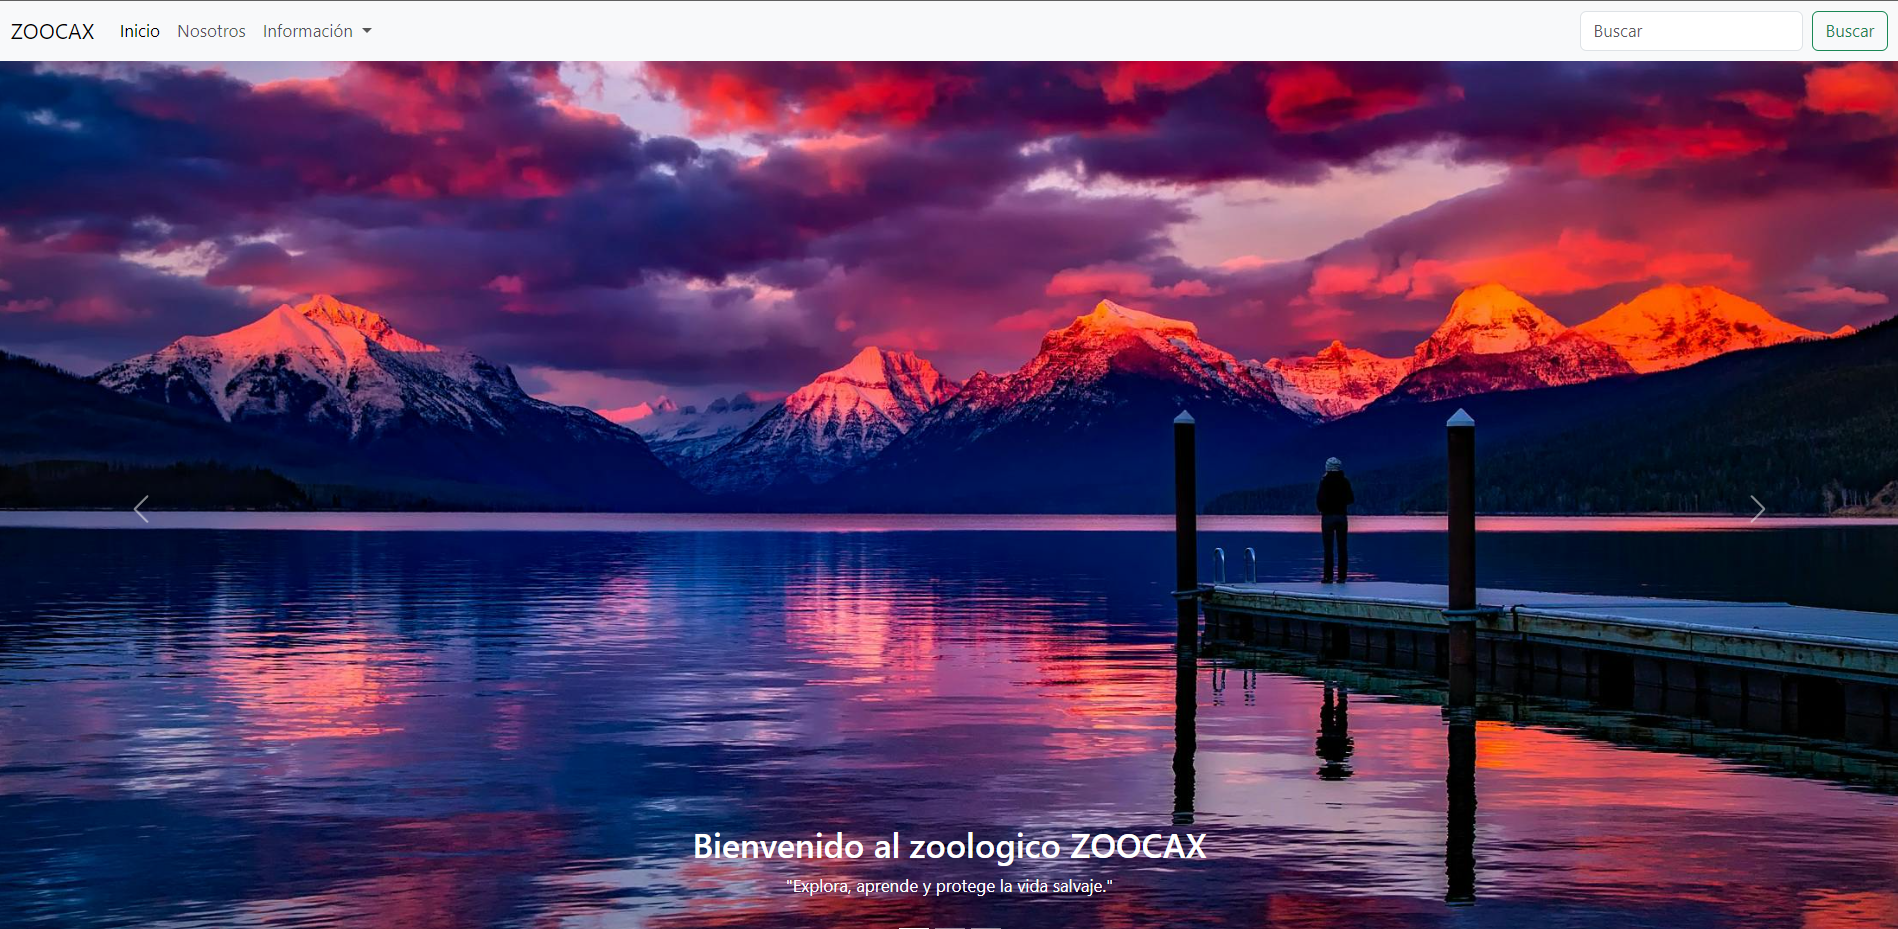 ZOOCAX Inicio Nosotros Información Buscar Buscar
Bienvenido al zoologico ZOOCAX
"Explora, aprende y protege la vida salvaje."